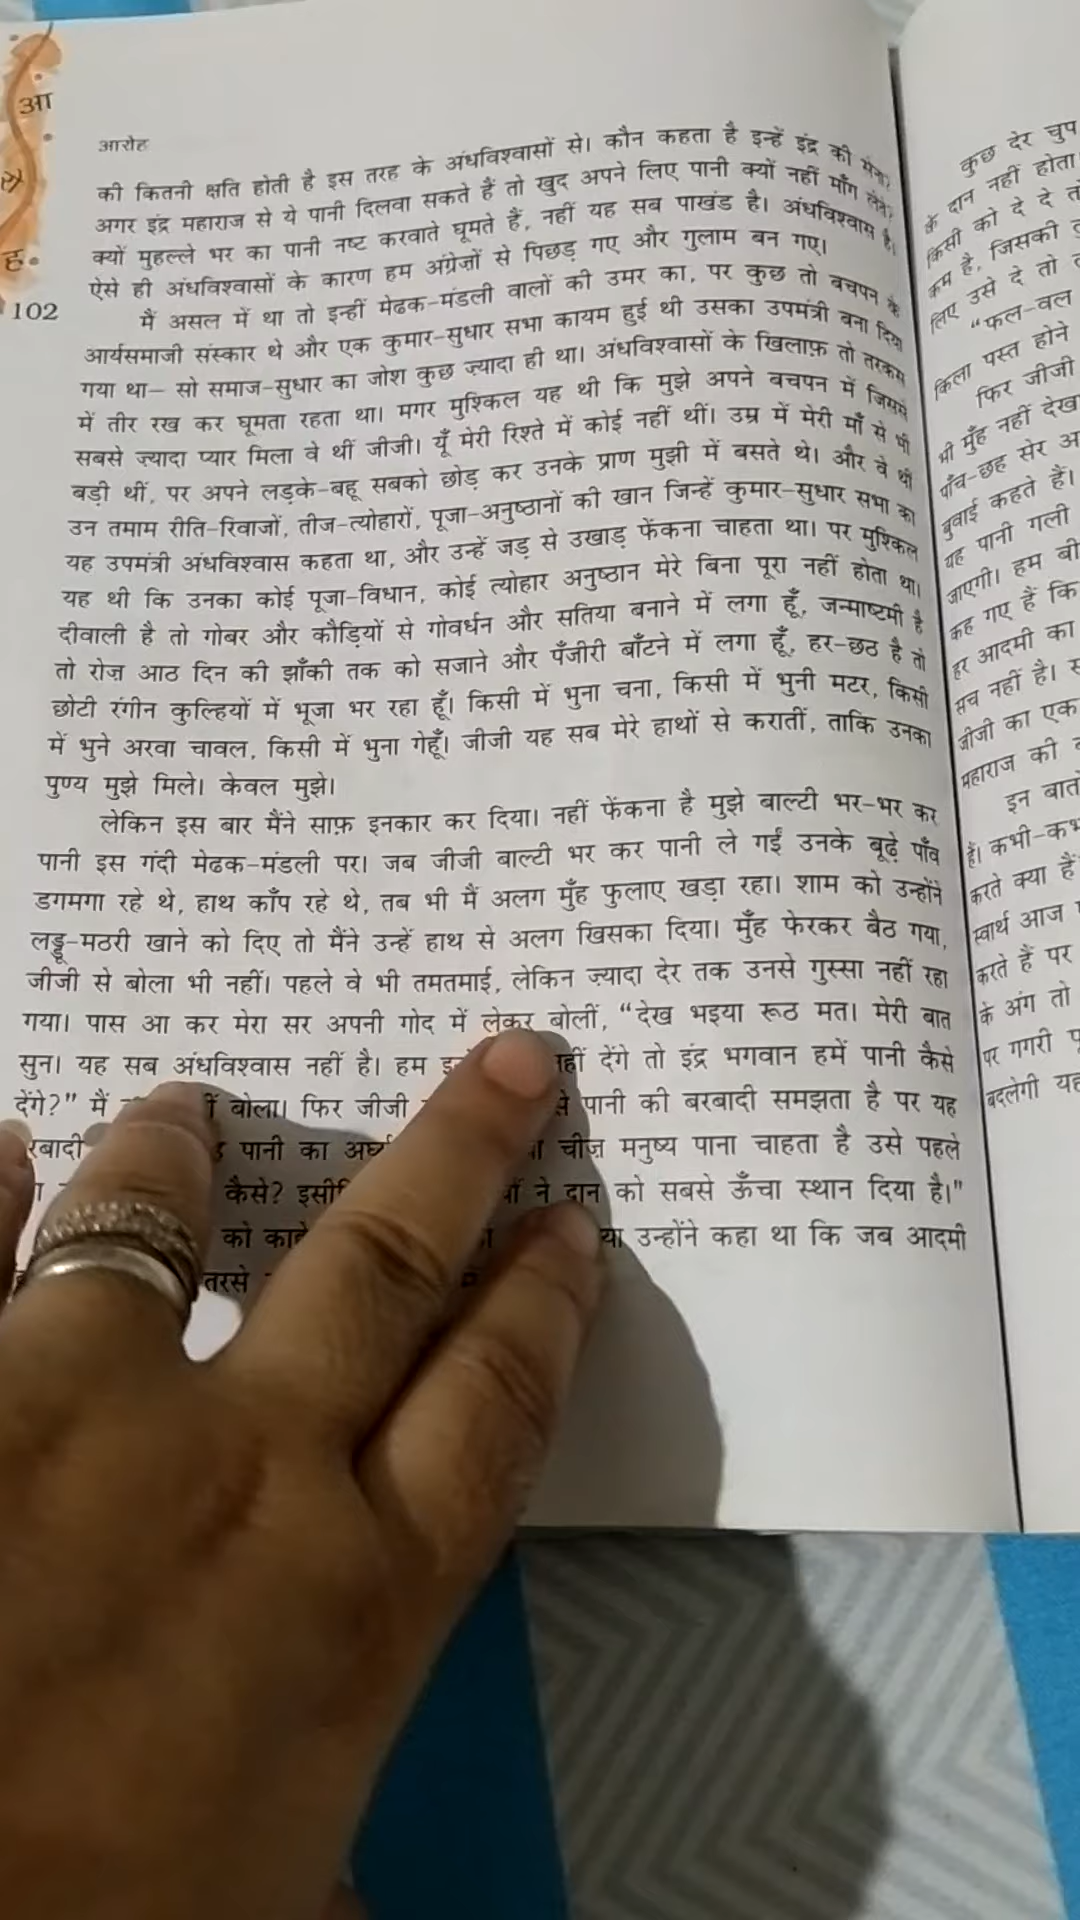 आ
रो
ह
102
आरोह
की कितनी क्षति होती है इस तरह के अंधविश्वासों से। कौन कहता है इन्हें इंद्र की सेना?
अगर इंद्र महाराज से ये पानी दिलवा सकते हैं तो खुद अपने लिए पानी क्यों नहीं माँग लेते?
क्यों मुहल्ले भर का पानी नष्ट करवाते घूमते हैं, नहीं यह सब पाखंड है। अंधविश्वास है।
ऐसे ही अंधविश्वासों के कारण हम अंग्रेज़ों से पिछड़ गए और गुलाम बन गए।
मैं असल में था तो इन्हीं मेढक-मंडली वालों की उमर का, पर कुछ तो बचपन के
आर्यसमाजी संस्कार थे और एक कुमार-सुधार सभा कायम हुई थी उसका उपमंत्री बना दिया
गया था– सो समाज-सुधार का जोश कुछ ज्यादा ही था। अंधविश्वासों के खिलाफ़ तो तरकस
में तीर रख कर घूमता रहता था। मगर मुश्किल यह थी कि मुझे अपने बचपन में जिससे
सबसे ज्यादा प्यार मिला वे थीं जीजी। यूँ मेरी रिश्ते में कोई नहीं थीं। उम्र में मेरी माँ से भी
बड़ी थीं, पर अपने लड़के-बहू सबको छोड़ कर उनके प्राण मुझी में बसते थे। और वे थीं
उन तमाम रीति-रिवाजों, तीज-त्योहारों, पूजा-अनुष्ठानों की खान जिन्हें कुमार-सुधार सभा का
यह उपमंत्री अंधविश्वास कहता था, और उन्हें जड़ से उखाड़ फेंकना चाहता था। पर मुश्किल
यह थी कि उनका कोई पूजा-विधान, कोई त्योहार अनुष्ठान मेरे बिना पूरा नहीं होता था।
दीवाली है तो गोबर और कौड़ियों से गोवर्धन और सतिया बनाने में लगा हूँ, जन्माष्टमी है
तो रोज़ आठ दिन की झाँकी तक को सजाने और पँजीरी बाँटने में लगा हूँ, हर-छठ है तो
छोटी रंगीन कुल्हियों में भूजा भर रहा हूँ। किसी में भुना चना, किसी में भुनी मटर, किसी
में भुने अरवा चावल, किसी में भुना गेहूँ। जीजी यह सब मेरे हाथों से करातीं, ताकि उनका
पुण्य मुझे मिले। केवल मुझे।
लेकिन इस बार मैंने साफ़ इनकार कर दिया। नहीं फेंकना है मुझे बाल्टी भर-भर कर
पानी इस गंदी मेढक-मंडली पर। जब जीजी बाल्टी भर कर पानी ले गईं उनके बूढ़े पाँव
डगमगा रहे थे, हाथ काँप रहे थे, तब भी मैं अलग मुँह फुलाए खड़ा रहा। शाम को उन्होंने
लड्डू-मठरी खाने को दिए तो मैंने उन्हें हाथ से अलग खिसका दिया। मुँह फेरकर बैठ गया,
जीजी से बोला भी नहीं। पहले वे भी तमतमाई, लेकिन ज़्यादा देर तक उनसे गुस्सा नहीं रहा
गया। पास आ कर मेरा सर अपनी गोद में लेकर बोलीं, “देख भइया रूठ मत। मेरी बात
सुन। यह सब अंधविश्वास नहीं है। हम नहीं देंगे तो इंद्र भगवान हमें पानी कैसे
देंगे?” मैं बोला। फिर जीजी पानी की बरबादी समझता है पर यह
पानी का चीज़ मनुष्य पाना चाहता है उसे पहले
कैसे? ने दान को सबसे ऊँचा स्थान दिया है।”
को उन्होंने कहा था कि जब आदमी
तरसे
कुछ देर चुप
के दान नहीं होता
किसी को दे दे
कम है, जिसकी
लिए उसे दे तो
“फल-वल
किला पस्त होने
फिर जीजी
भी मुँह नहीं देख
पाँच-छह सेर
बुवाई कहते हैं।
यह पानी गली
जाएगी। हम
कह गए हैं कि
हर आदमी का
सच नहीं है।
जीजी का एक
महाराज की
इन
हैं।
करते क्या हैं
स्वार्थ आज
करते हैं पर
के अंग तो
पर गगरी
बदलेगी